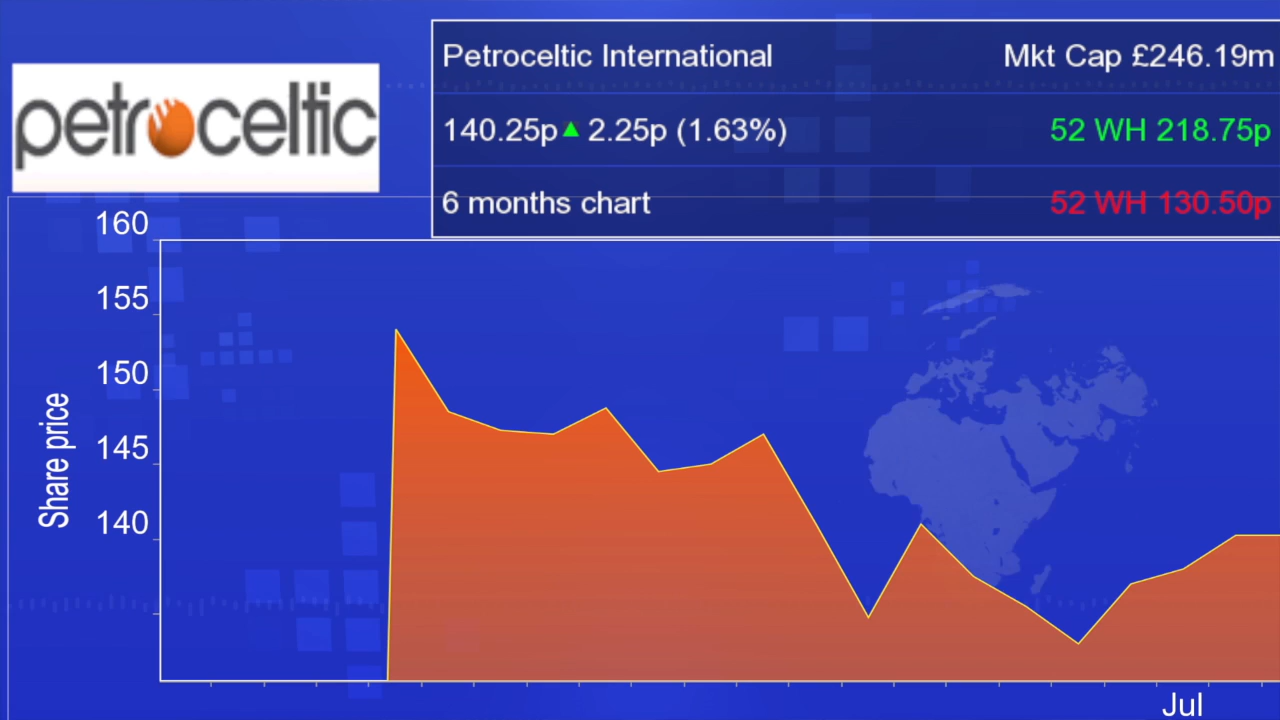 petroceltic
Petroceltic International Mkt Cap £246.19m
140.25p 2.25p (1.63%) 52 WH 218.75p
6 months chart 52 WH 130.50p
160
155
150
145
140
Share price
Jul